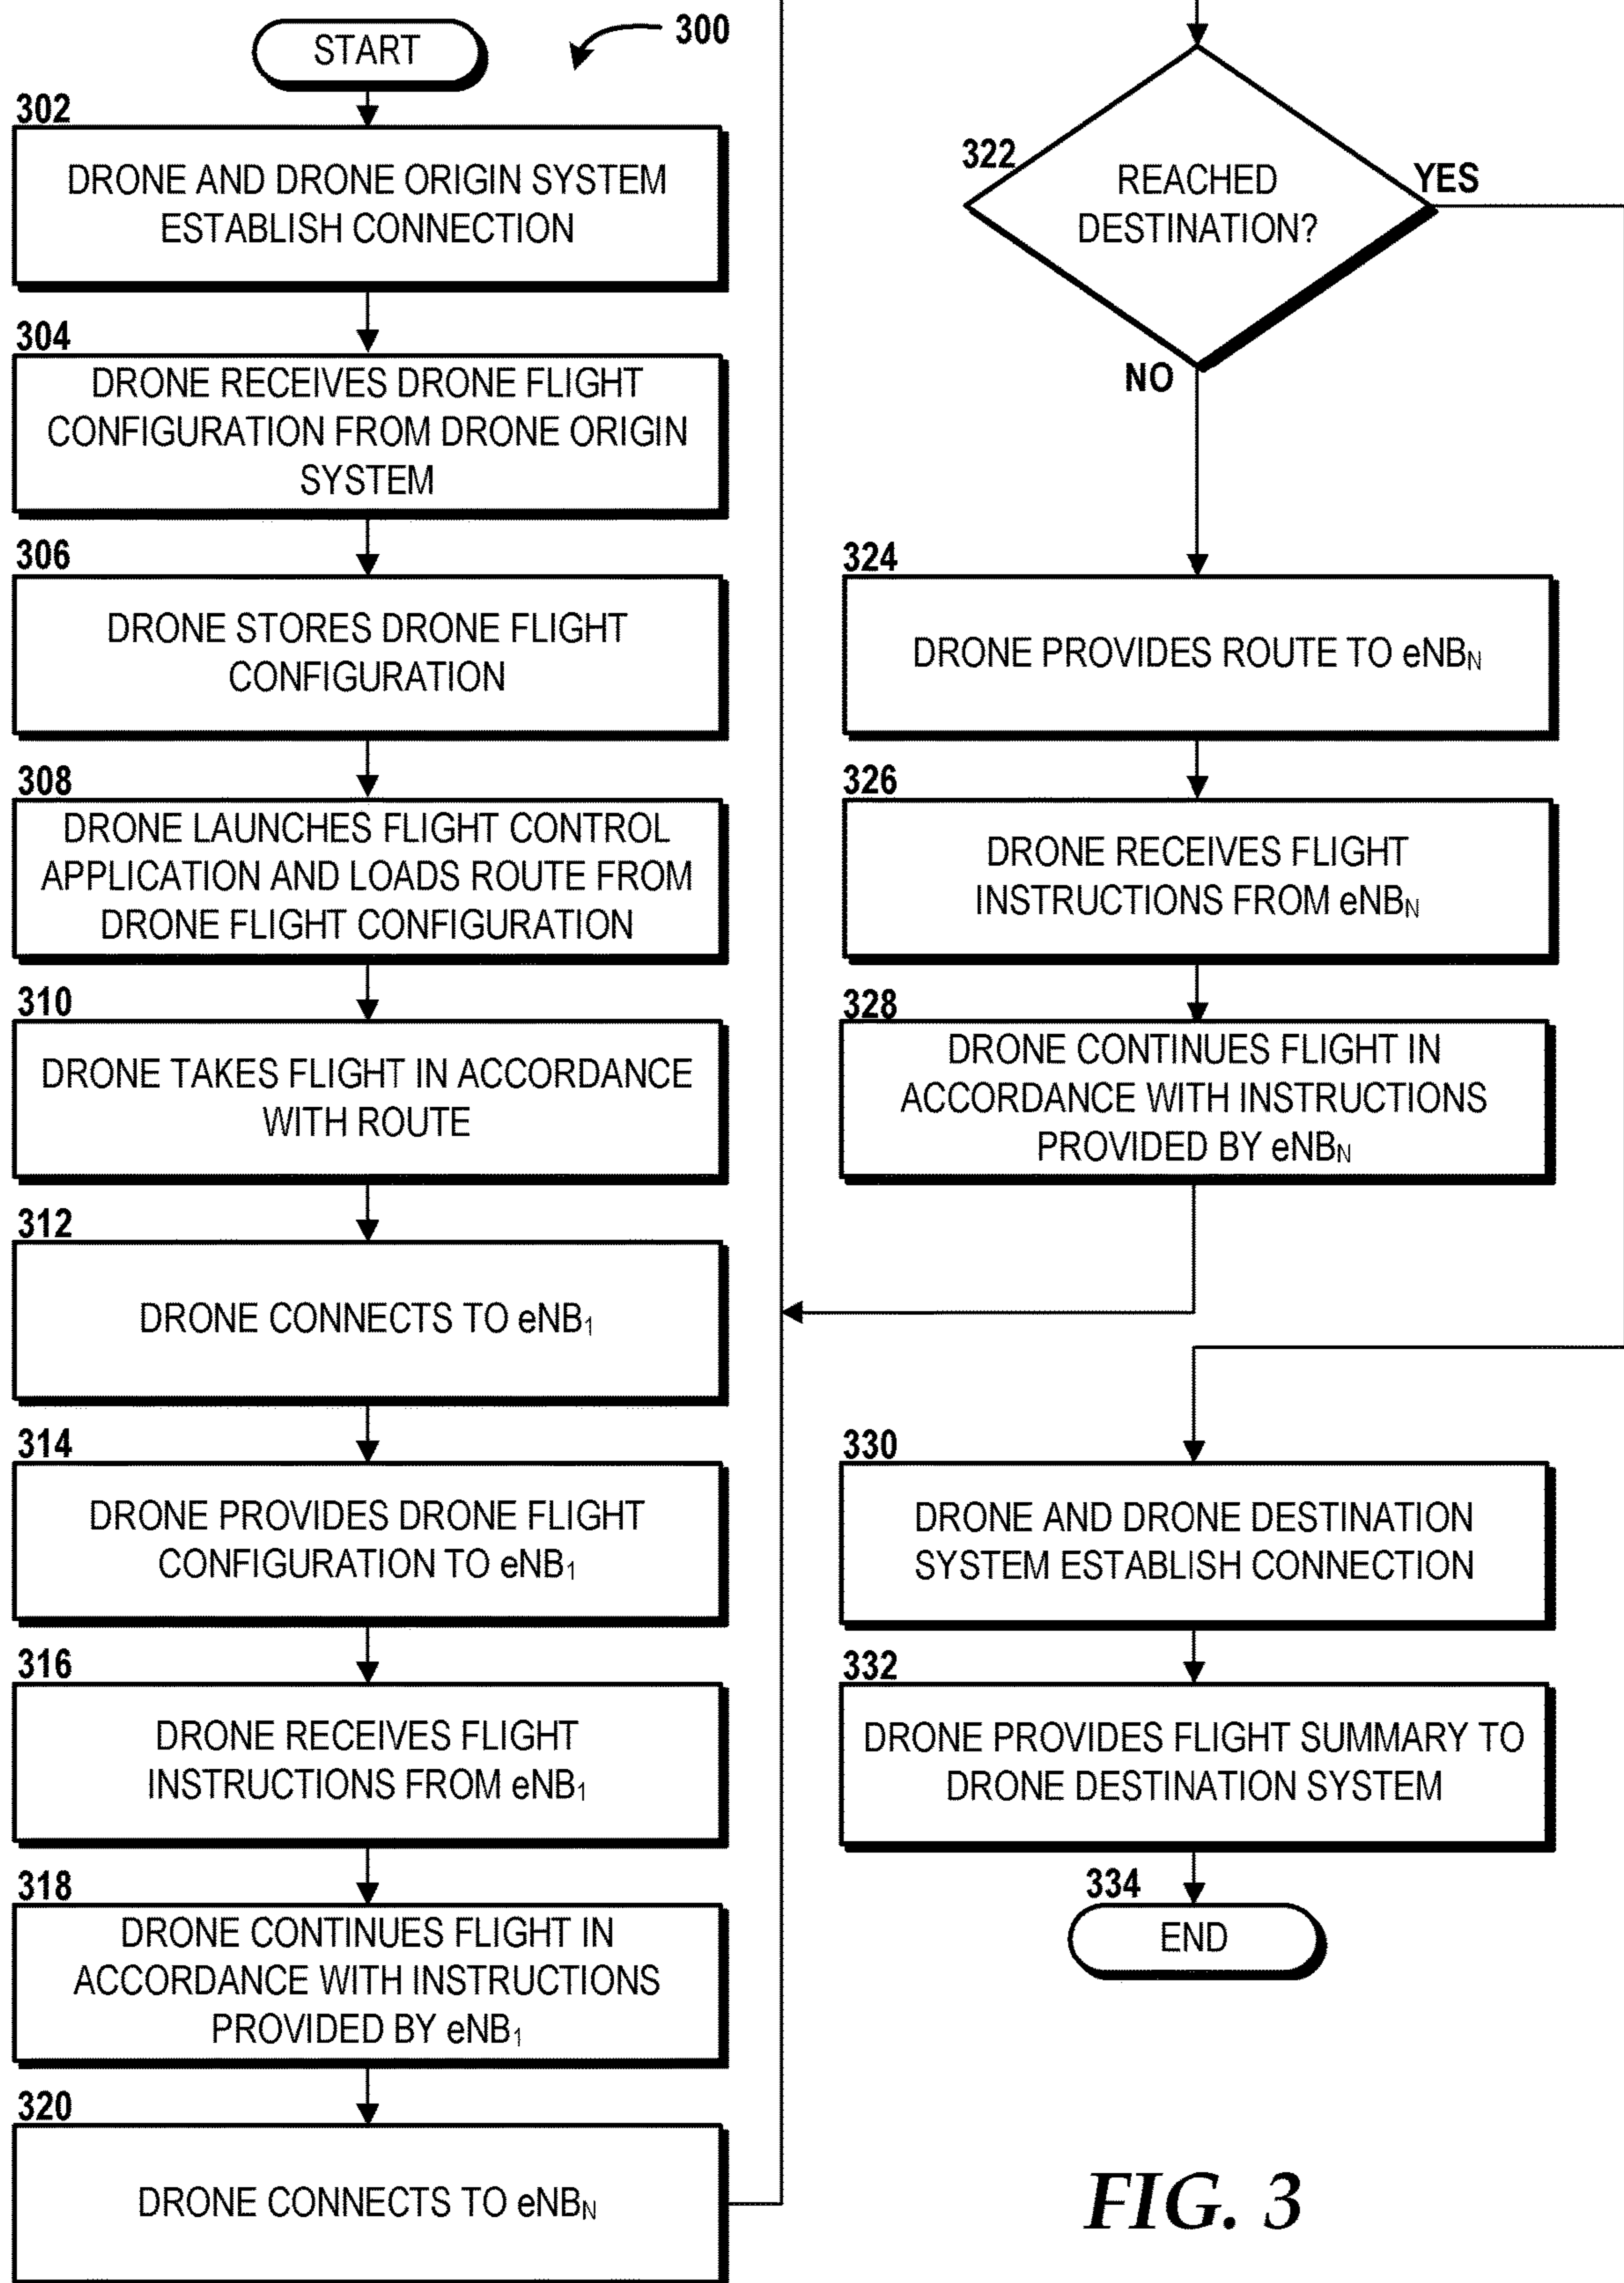 START
300
302
DRONE AND DRONE ORIGIN SYSTEM
ESTABLISH CONNECTION
304
DRONE RECEIVES DRONE FLIGHT
CONFIGURATION FROM DRONE ORIGIN
SYSTEM
306
DRONE STORES DRONE FLIGHT
CONFIGURATION
308
DRONE LAUNCHES FLIGHT CONTROL
APPLICATION AND LOADS ROUTE FROM
DRONE FLIGHT CONFIGURATION
310
DRONE TAKES FLIGHT IN ACCORDANCE
WITH ROUTE
312
DRONE CONNECTS TO eNB1
314
DRONE PROVIDES DRONE FLIGHT
CONFIGURATION TO eNB1
316
DRONE RECEIVES FLIGHT
INSTRUCTIONS FROM eNB1
318
DRONE CONTINUES FLIGHT IN
ACCORDANCE WITH INSTRUCTIONS
PROVIDED BY eNB1
320
DRONE CONNECTS TO eNBN
322
REACHED
DESTINATION?
YES
NO
324
DRONE PROVIDES ROUTE TO eNBN
326
DRONE RECEIVES FLIGHT
INSTRUCTIONS FROM eNBN
328
DRONE CONTINUES FLIGHT IN
ACCORDANCE WITH INSTRUCTIONS
PROVIDED BY eNBN
330
DRONE AND DRONE DESTINATION
SYSTEM ESTABLISH CONNECTION
332
DRONE PROVIDES FLIGHT SUMMARY TO
DRONE DESTINATION SYSTEM
334
END
FIG. 3